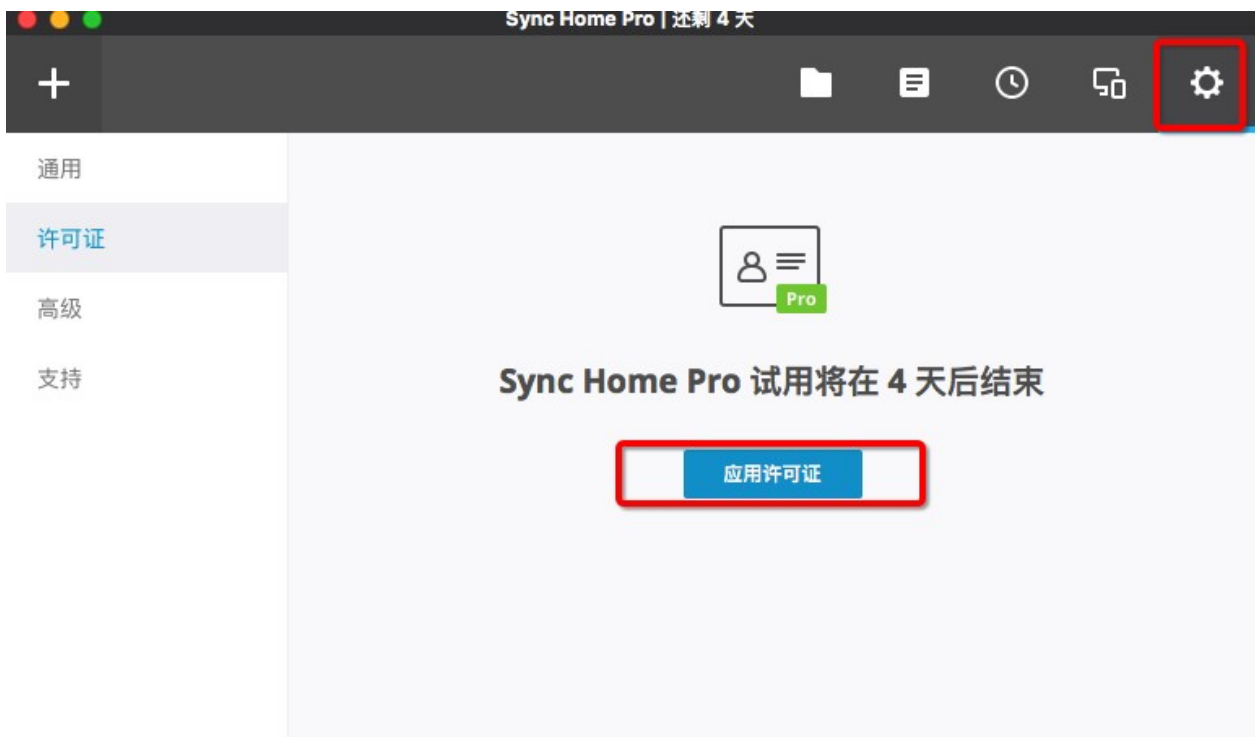 Sync Home Pro | 还剩 4 天
通用
许可证
高级
支持
Pro
Sync Home Pro 试用将在 4 天后结束
应用许可证